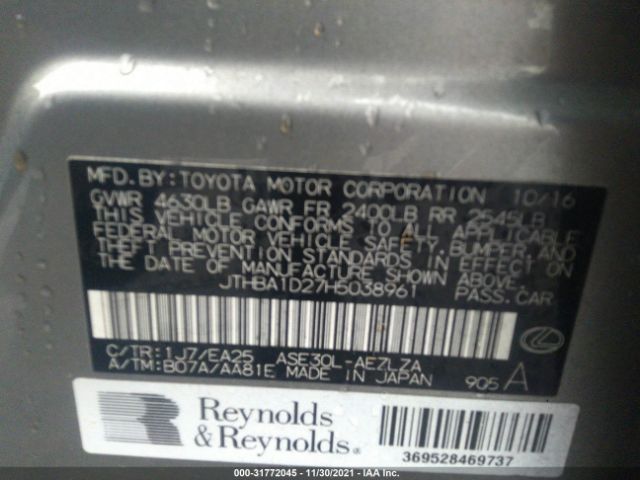 MFD. BY: TOYOTA MOTOR CORPORATION 10/16
GVWR 4630LB GAWR FR 2400LB RR 2545LB
THIS VEHICLE CONFORMS TO ALL APPLICABLE
FEDERAL MOTOR VEHICLE SAFETY, BUMPER, AND
THEFT PREVENTION STANDARDS IN EFFECT ON
THE DATE OF MANUFACTURE SHOWN ABOVE.
JTHBA1D27H5038961 PASS.CAR
C/TR: 1J7/EA25 ASE30L-AEZLZA
A/TM: B07A/AA81E MADE IN JAPAN 905 A
Reynolds
& Reynolds®
369528469737
000-31772045 - 11/30/2021 - IAA Inc.